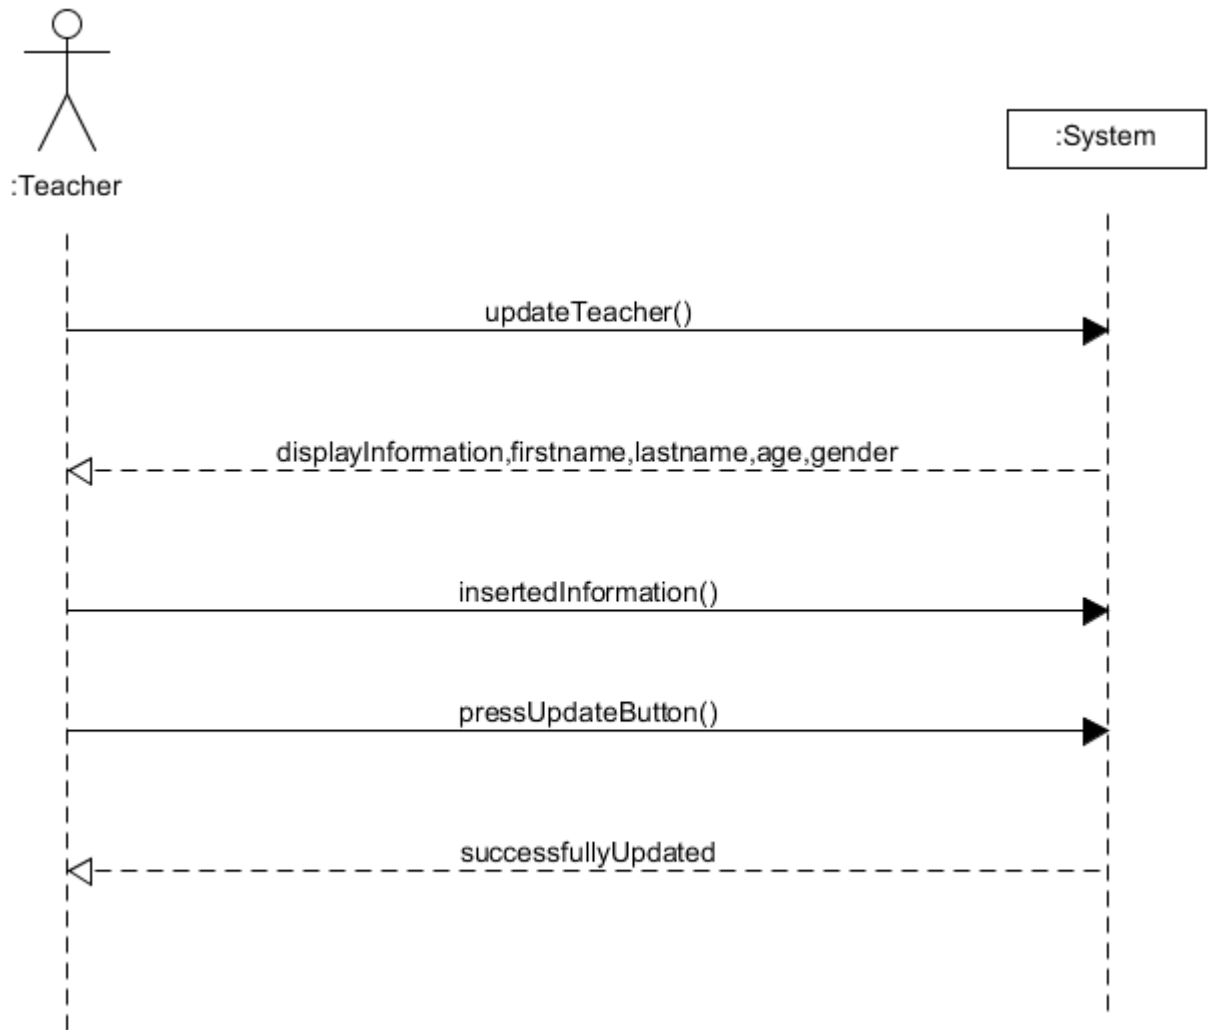 :System
:Teacher
updateTeacher()
displayInformation,firstname,lastname,age,gender
insertedInformation()
pressUpdateButton()
successfullyUpdated